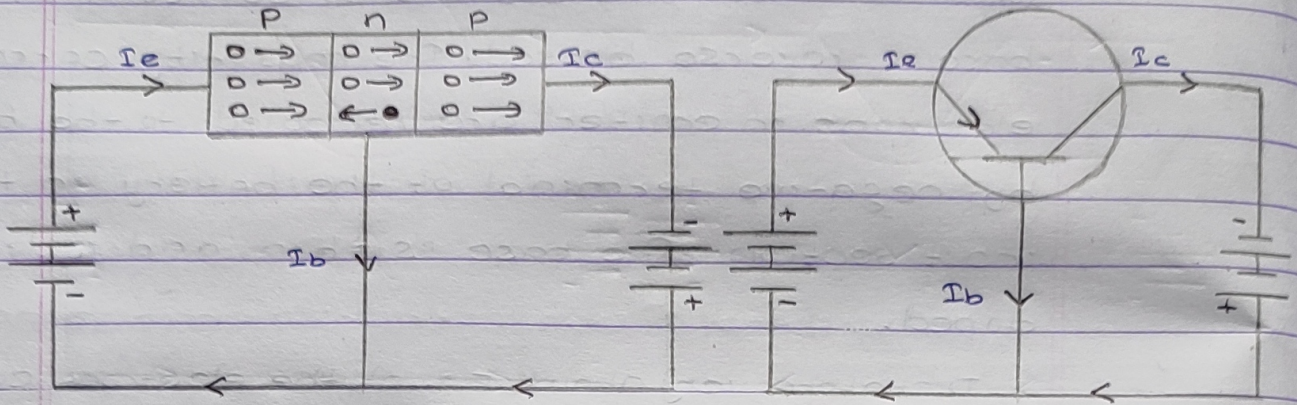 P n P
Ie Ic Ie Ic
+ - + -
Ib Ib
- + - +